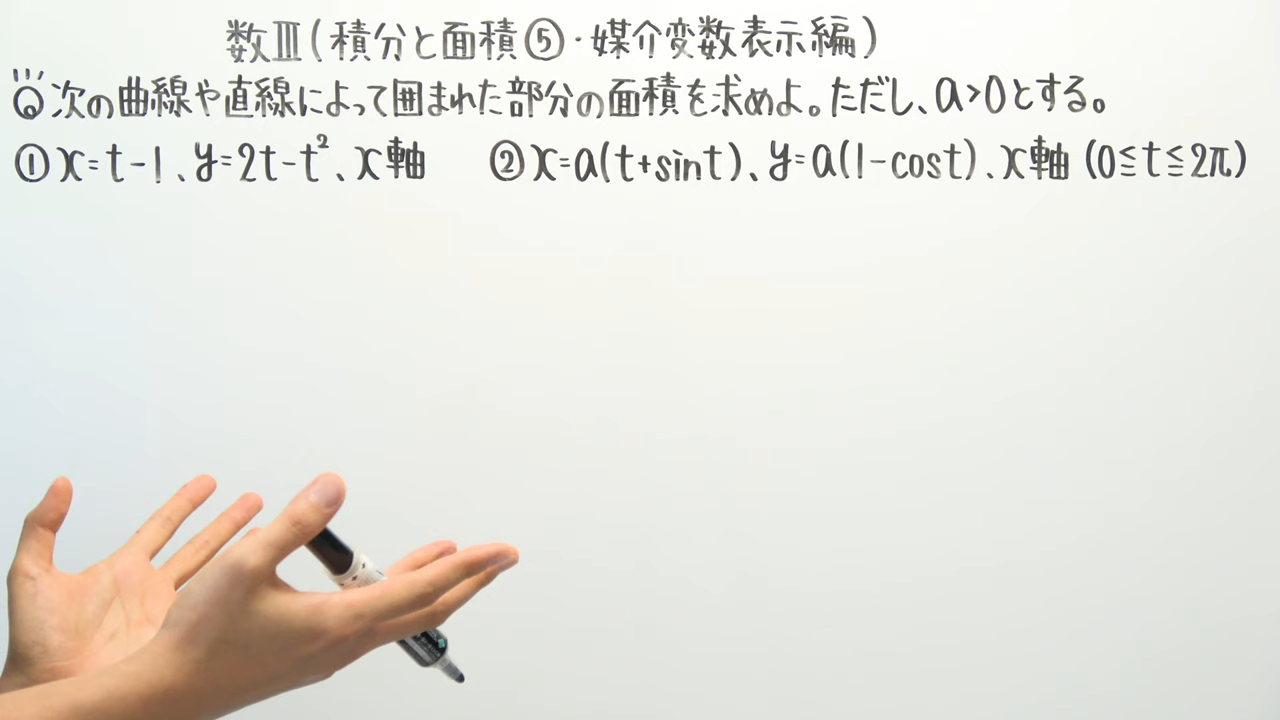 数Ⅲ(積分と面積⑤・媒介変数表示編)
Q 次の曲線や直線によって囲まれた部分の面積を求めよ。ただし、a>0とする。
① x=t-1、y=2t-t²、x軸 ② x=a(t+sint)、y=a(1-cost)、x軸 (0≦t≦2π)